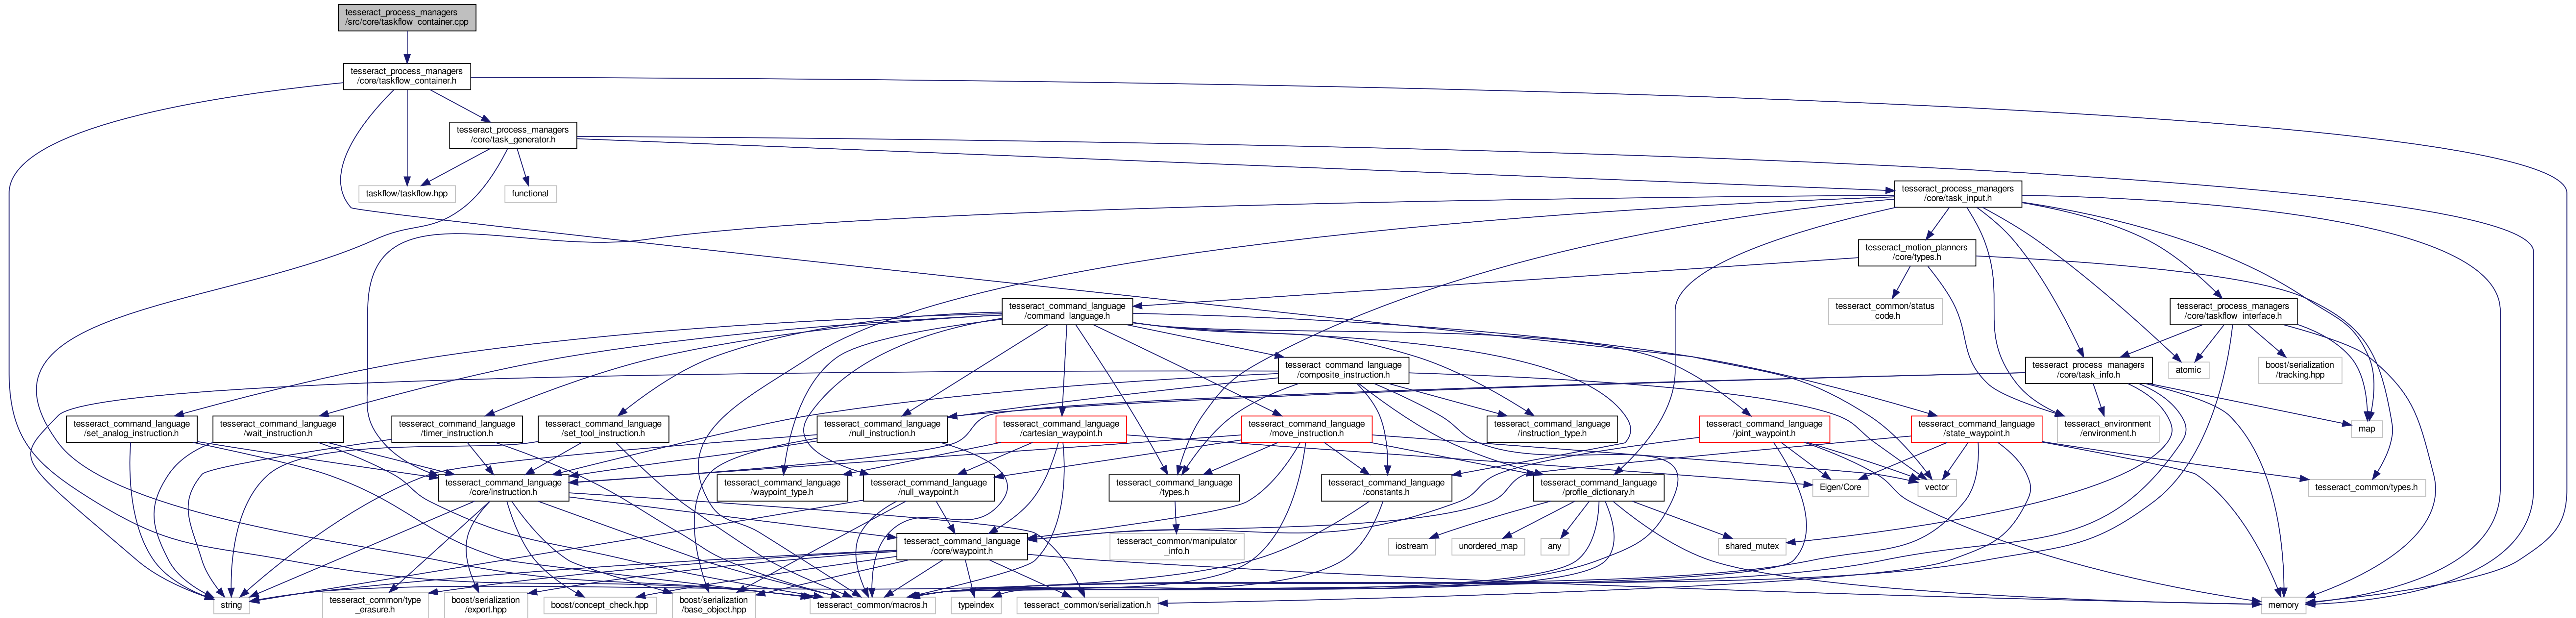 tesseract_process_managers
/src/core/taskflow_container.cpp
tesseract_process_managers
/core/taskflow_container.h
tesseract_process_managers
/core/task_generator.h
taskflow/taskflow.hpp
functional
tesseract_process_managers
/core/task_input.h
tesseract_motion_planners
/core/types.h
tesseract_command_language
/command_language.h
tesseract_common/status
_code.h
tesseract_process_managers
/core/taskflow_interface.h
tesseract_command_language
/composite_instruction.h
tesseract_process_managers
/core/task_info.h
atomic
boost/serialization
/tracking.hpp
tesseract_command_language
/set_analog_instruction.h
tesseract_command_language
/wait_instruction.h
tesseract_command_language
/timer_instruction.h
tesseract_command_language
/set_tool_instruction.h
tesseract_command_language
/null_instruction.h
tesseract_command_language
/cartesian_waypoint.h
tesseract_command_language
/move_instruction.h
tesseract_command_language
/instruction_type.h
tesseract_command_language
/joint_waypoint.h
tesseract_command_language
/state_waypoint.h
tesseract_environment
/environment.h
map
tesseract_command_language
/core/instruction.h
tesseract_command_language
/waypoint_type.h
tesseract_command_language
/null_waypoint.h
tesseract_command_language
/types.h
tesseract_command_language
/constants.h
tesseract_command_language
/profile_dictionary.h
Eigen/Core
vector
tesseract_common/types.h
tesseract_command_language
/core/waypoint.h
tesseract_common/manipulator
_info.h
iostream
unordered_map
any
shared_mutex
string
tesseract_common/type
_erasure.h
boost/serialization
/export.hpp
boost/concept_check.hpp
boost/serialization
/base_object.hpp
tesseract_common/macros.h
typeindex
tesseract_common/serialization.h
memory